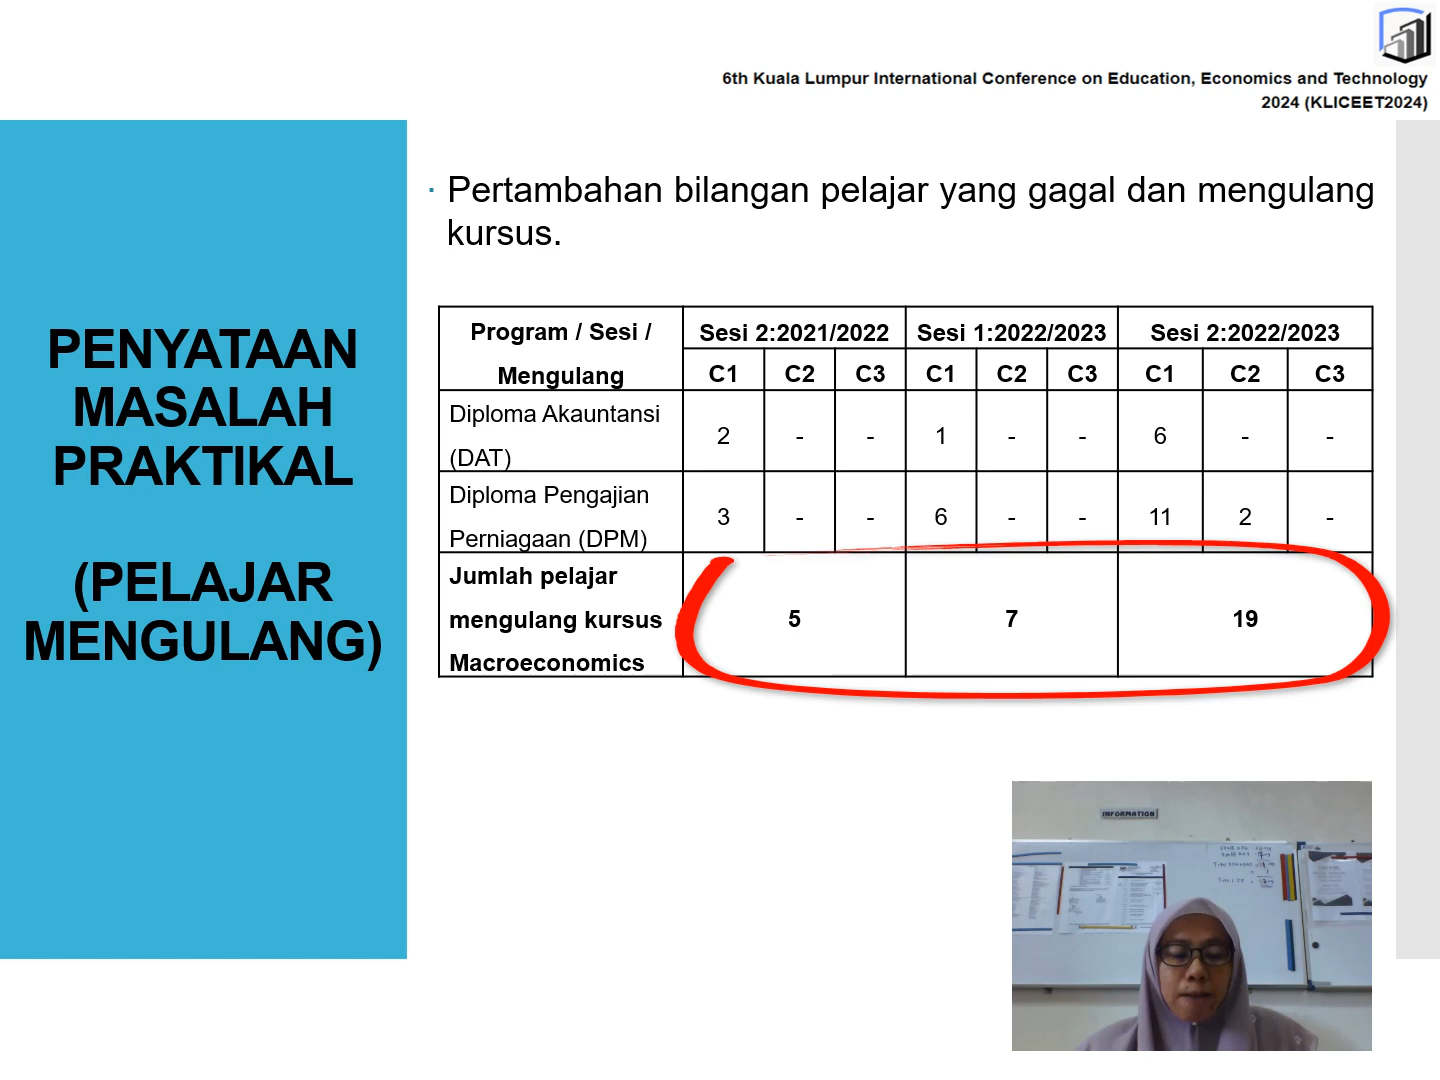 6th Kuala Lumpur International Conference on Education, Economics and Technology
2024 (KLICEET2024)
PENYATAAN
MASALAH
PRAKTIKAL
(PELAJAR
MENGULANG)
Pertambahan bilangan pelajar yang gagal dan mengulang
kursus.
Program / Sesi / Mengulang Sesi 2:2021/2022 Sesi 1:2022/2023 Sesi 2:2022/2023
C1 C2 C3 C1 C2 C3 C1 C2 C3
Diploma Akauntansi
(DAT)
2 - - 1 - - 6 - -
Diploma Pengajian
Perniagaan (DPM)
3 - - 6 - - 11 2 -
Jumlah pelajar
mengulang kursus
Macroeconomics
5 7 19
INFORMATION